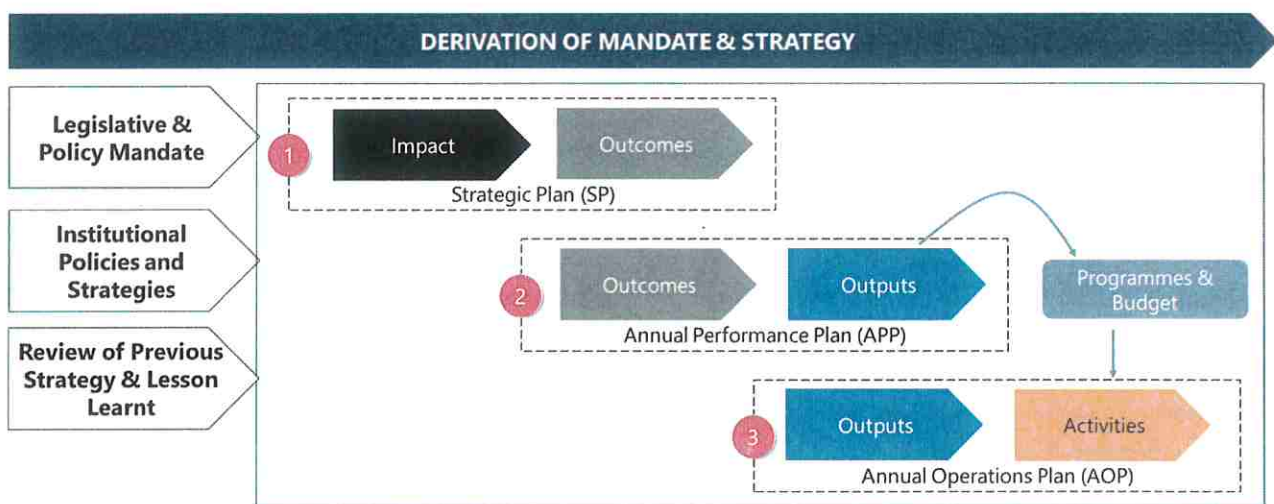 DERIVATION OF MANDATE & STRATEGY
Legislative &
Policy Mandate
Institutional
Policies and
Strategies
Review of Previous
Strategy & Lesson
Learnt
1
Impact
Outcomes
Strategic Plan (SP)
2
Outcomes
Outputs
Annual Performance Plan (APP)
Programmes &
Budget
3
Outputs
Activities
Annual Operations Plan (AOP)